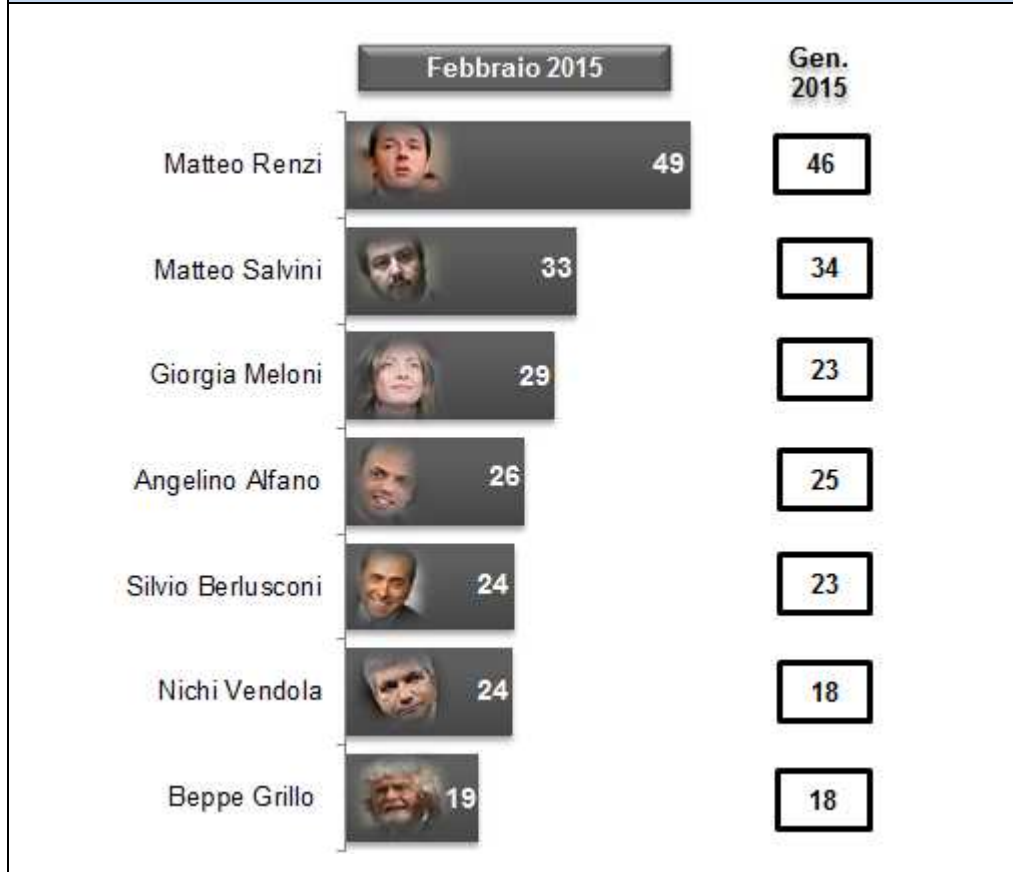 Febbraio 2015
Gen.
2015
Matteo Renzi 49 46
Matteo Salvini 33 34
Giorgia Meloni 29 23
Angelino Alfano 26 25
Silvio Berlusconi 24 23
Nichi Vendola 24 18
Beppe Grillo 19 18